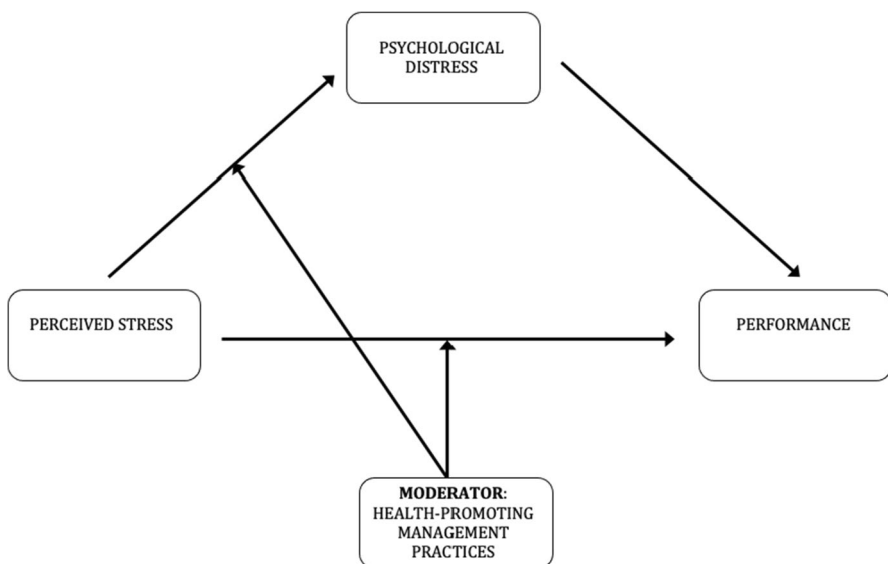 PSYCHOLOGICAL
DISTRESS
PERCEIVED STRESS
PERFORMANCE
MODERATOR:
HEALTH-PROMOTING
MANAGEMENT
PRACTICES